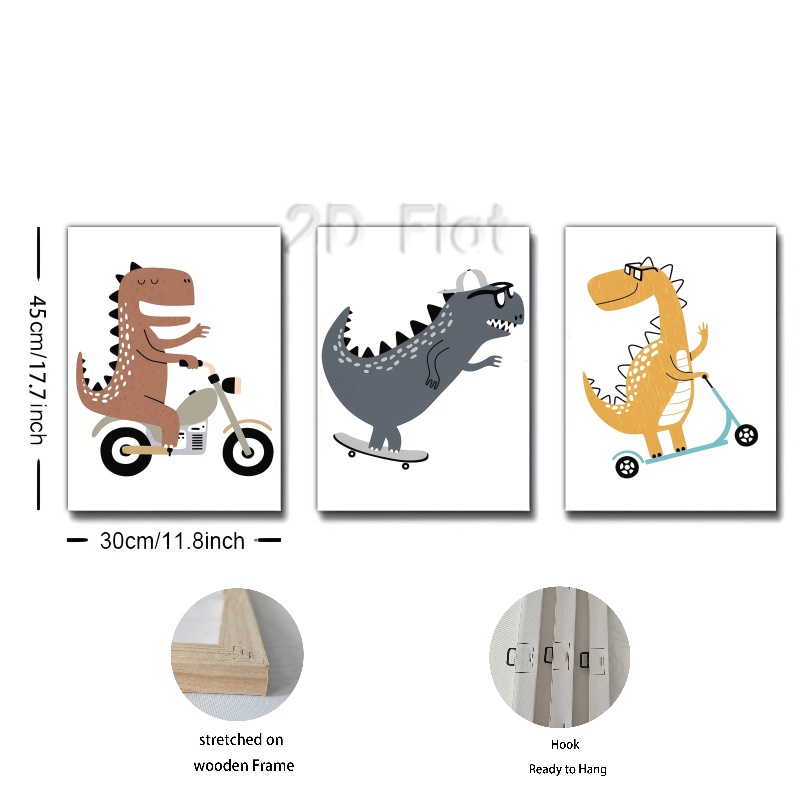 2D Flat
45cm/17.7inch
30cm/11.8inch
stretched on
wooden Frame
Hook
Ready to Hang